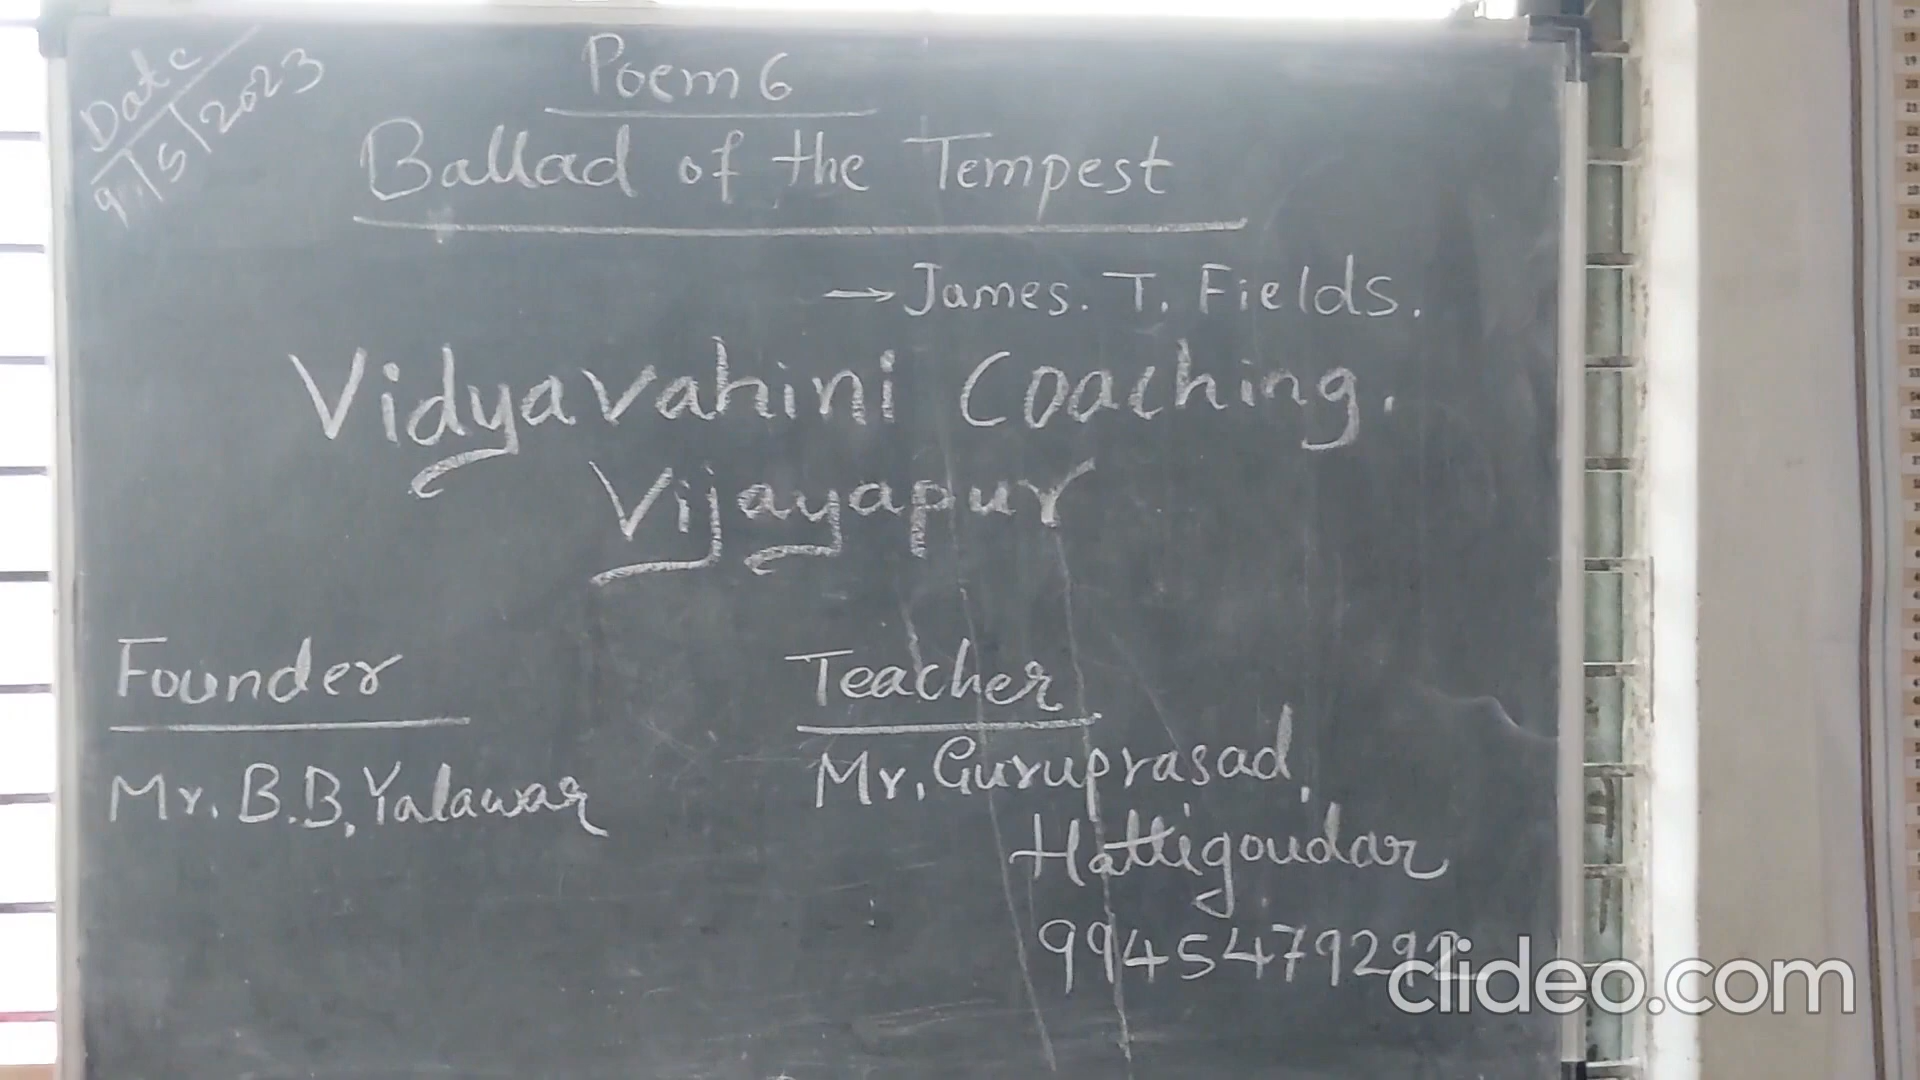 Date
9/5/2023
Poem 6
Ballad of the Tempest
→ James. T. Fields.
Vidyavahini Coaching.
Vijayapur
Founder
Mr. B.B. Yalawar
Teacher
Mr. Guruprasad.
Hattigoudar
9945479292
clideo.com